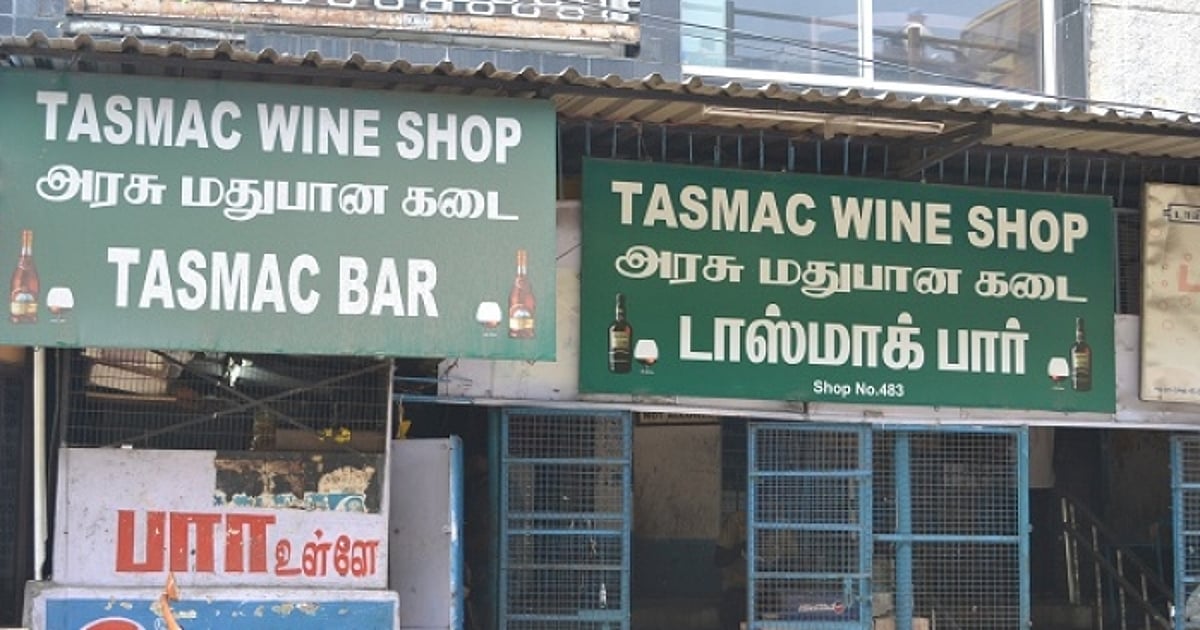 TASMAC WINE SHOP
அரசு மதுபான கடை
TASMAC BAR
TASMAC WINE SHOP
அரசு மதுபான கடை
டாஸ்மாக் பார்
Shop No.483
பார உள்ளே